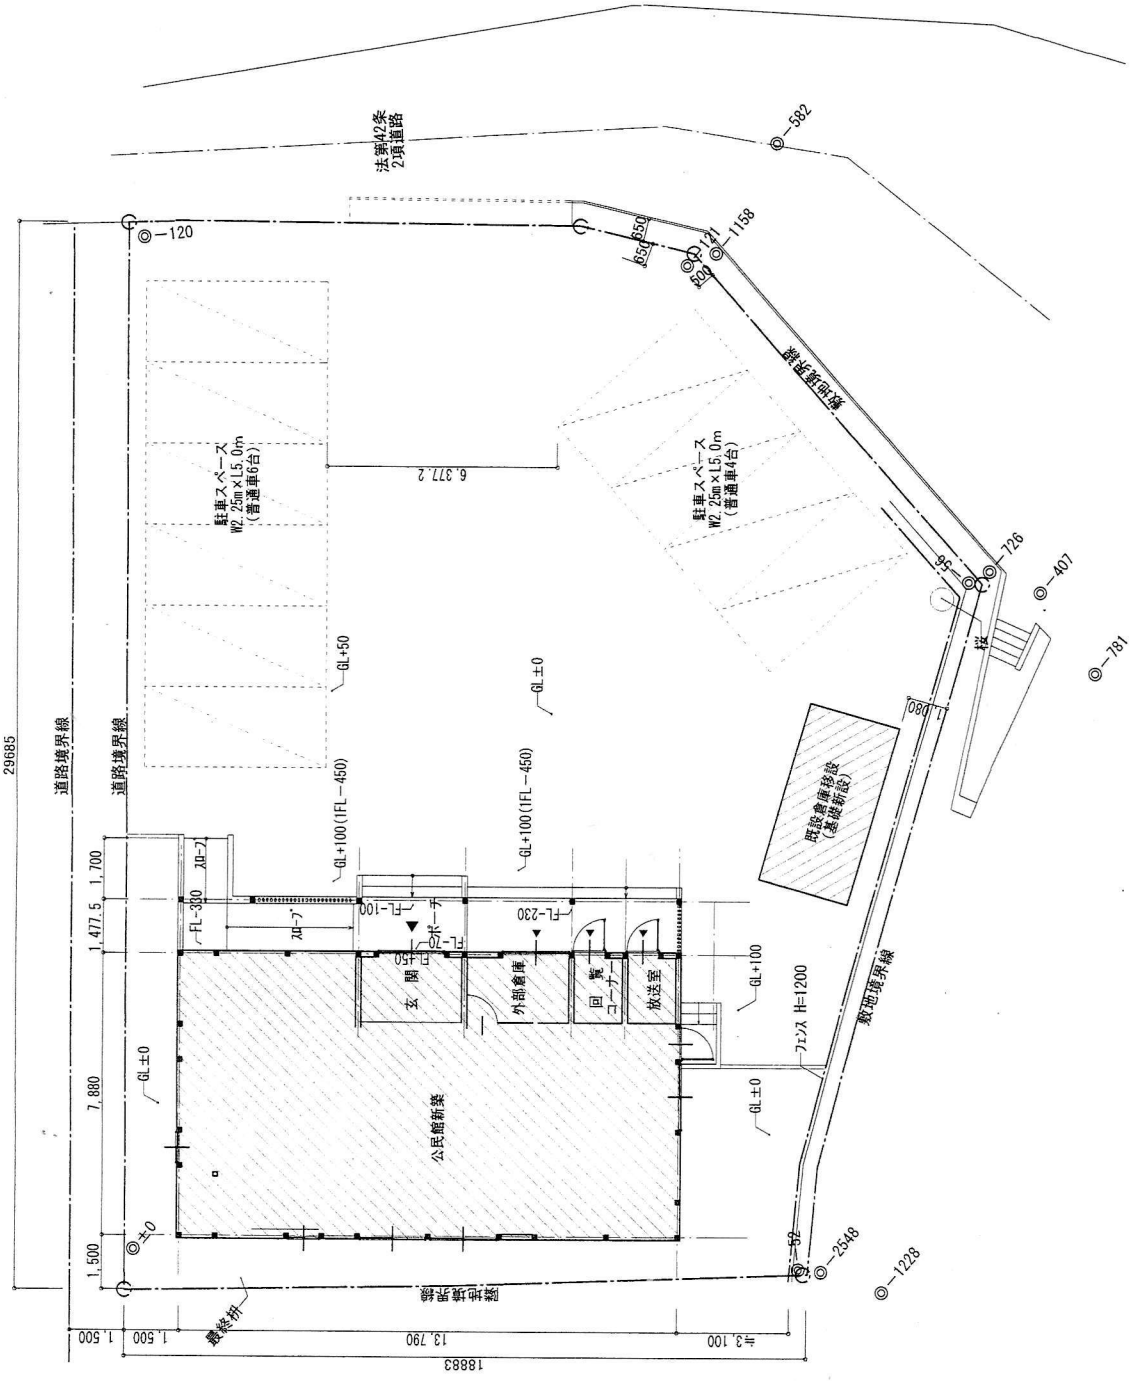 法第42条
2項道路
−582
29685
−120
650
650
−121
−1158
500
道路境界線
道路境界線
駐車スペース
W2.25m×L5.0m
(普通車6台)
6,377.2
駐車スペース
W2.25m×L5.0m
(普通車4台)
敷地境界線
−56
−726
−407
−781
桜
GL+50
GL±0
1,080
既設倉庫移設
(基礎新設)
GL+100(1FL−450)
GL+100(1FL−450)
1,700
1,477.5
7,880
1,500
スロープ
スロープ
FL-330
FL-100
ポーチ
FL-70
FL-230
玄関
外部倉庫
回覧
コーナー
放送室
GL+100
フェンス H=1200
敷地境界線
GL±0
GL±0
公民館新築
±0
52
−2548
−1228
隣地境界線
最終枡
1,500
1,500
13,790
≒3,100
18883